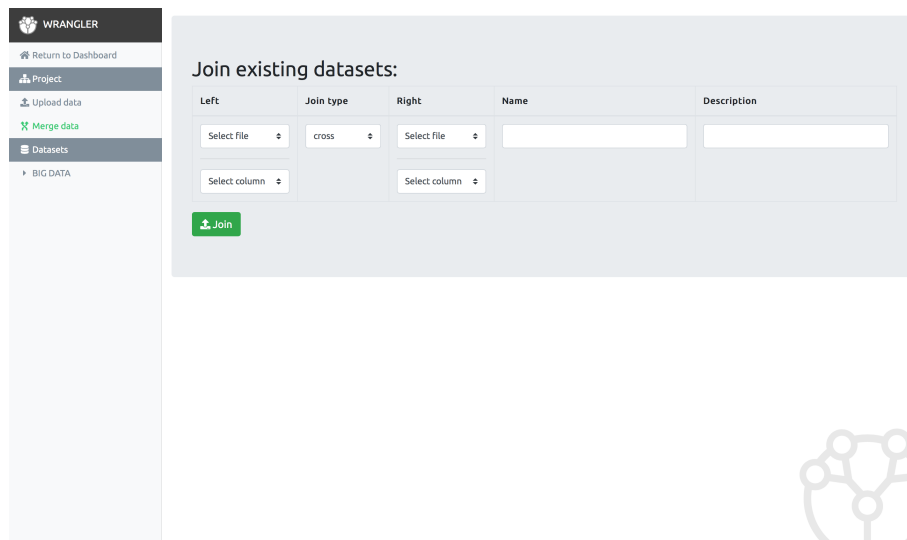 WRANGLER
Return to Dashboard
Project
Upload data
Merge data
Datasets
BIG DATA
Join existing datasets:
Left Join type Right Name Description
Select file cross Select file
Select column Select column
Join